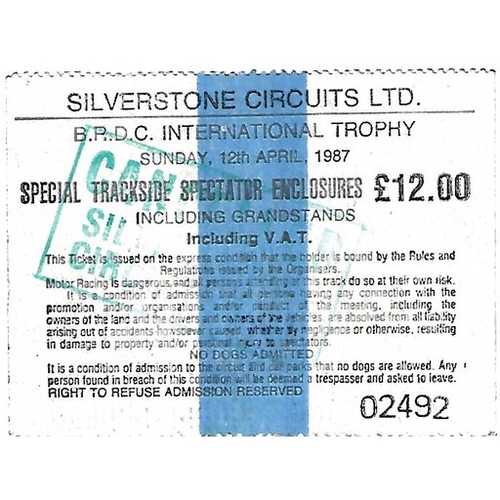 SILVERSTONE CIRCUITS LTD.
B.R.D.C. INTERNATIONAL TROPHY
SUNDAY, 12th APRIL, 1987
SPECIAL TRACKSIDE SPECTATOR ENCLOSURES £12.00
INCLUDING GRANDSTANDS
Including V.A.T.
This Ticket is issued on the express condition that the holder is bound by the Rules and
Regulations issued by the Organisers.
Motor Racing is dangerous and all persons attending at this track do so at their own risk.
It is a condition of admission that all persons having any connection with the
promotion and/or organisation and/or conduct of the meeting, including the
owners of the land and the drivers and owners of the vehicles, are absolved from all liability
arising out of accidents howsoever caused, whether by negligence or otherwise, resulting
in damage to property and/or personal injury to spectators.
NO DOGS ADMITTED
It is a condition of admission to the circuit and car parks that no dogs are allowed. Any
person found in breach of this condition will be deemed a trespasser and asked to leave.
RIGHT TO REFUSE ADMISSION RESERVED
02492